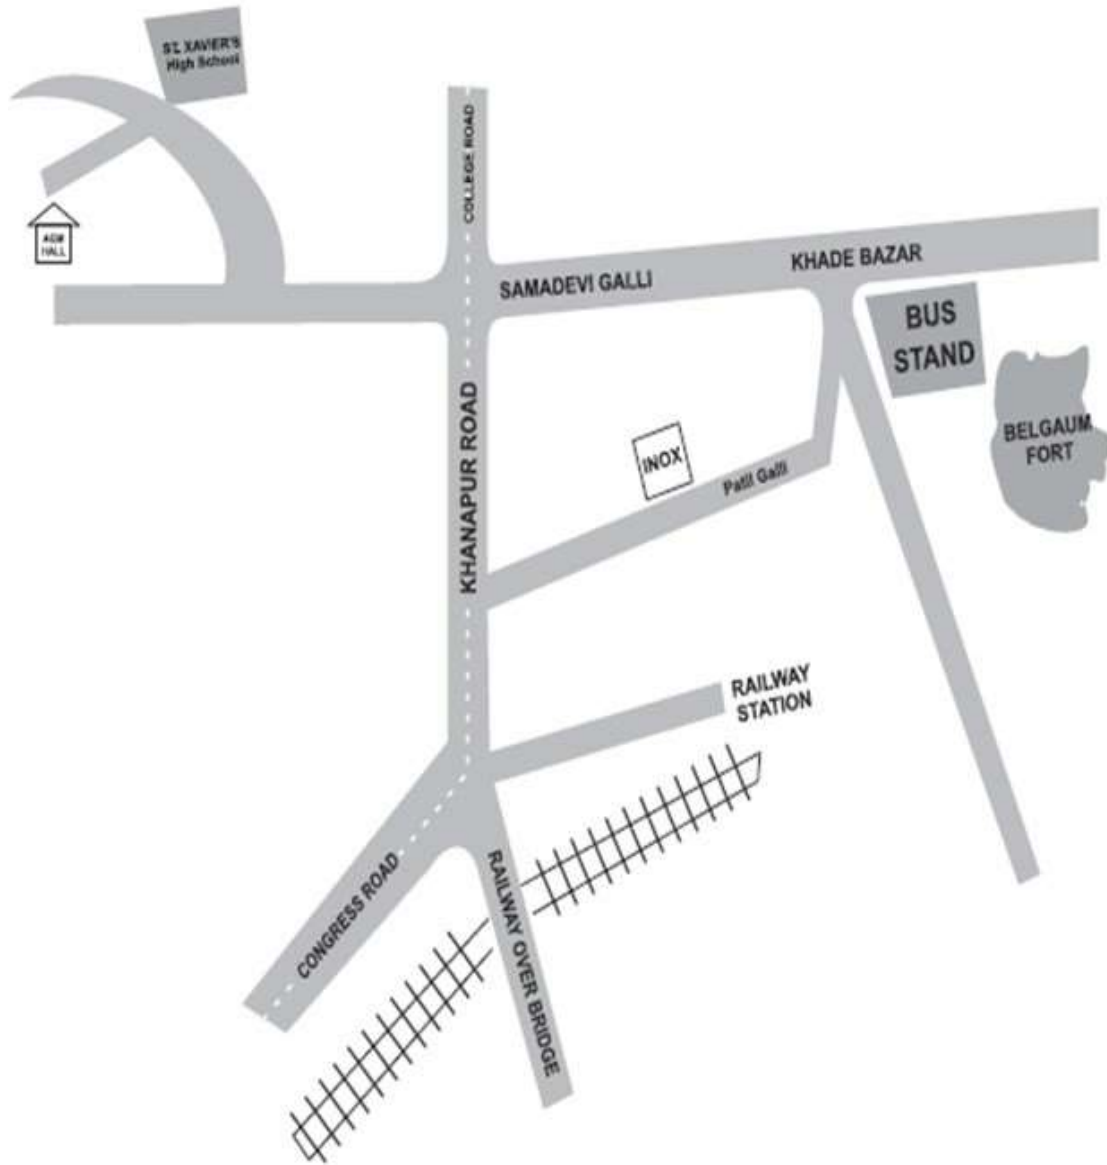 ST. XAVIER'S
High School
COLLEGE ROAD
AGM
HALL
KHADE BAZAR
SAMADEVI GALLI
BUS
STAND
KHANAPUR ROAD
BELGAUM
FORT
INOX
Patil Galli
RAILWAY
STATION
CONGRESS ROAD
RAILWAY OVER BRIDGE